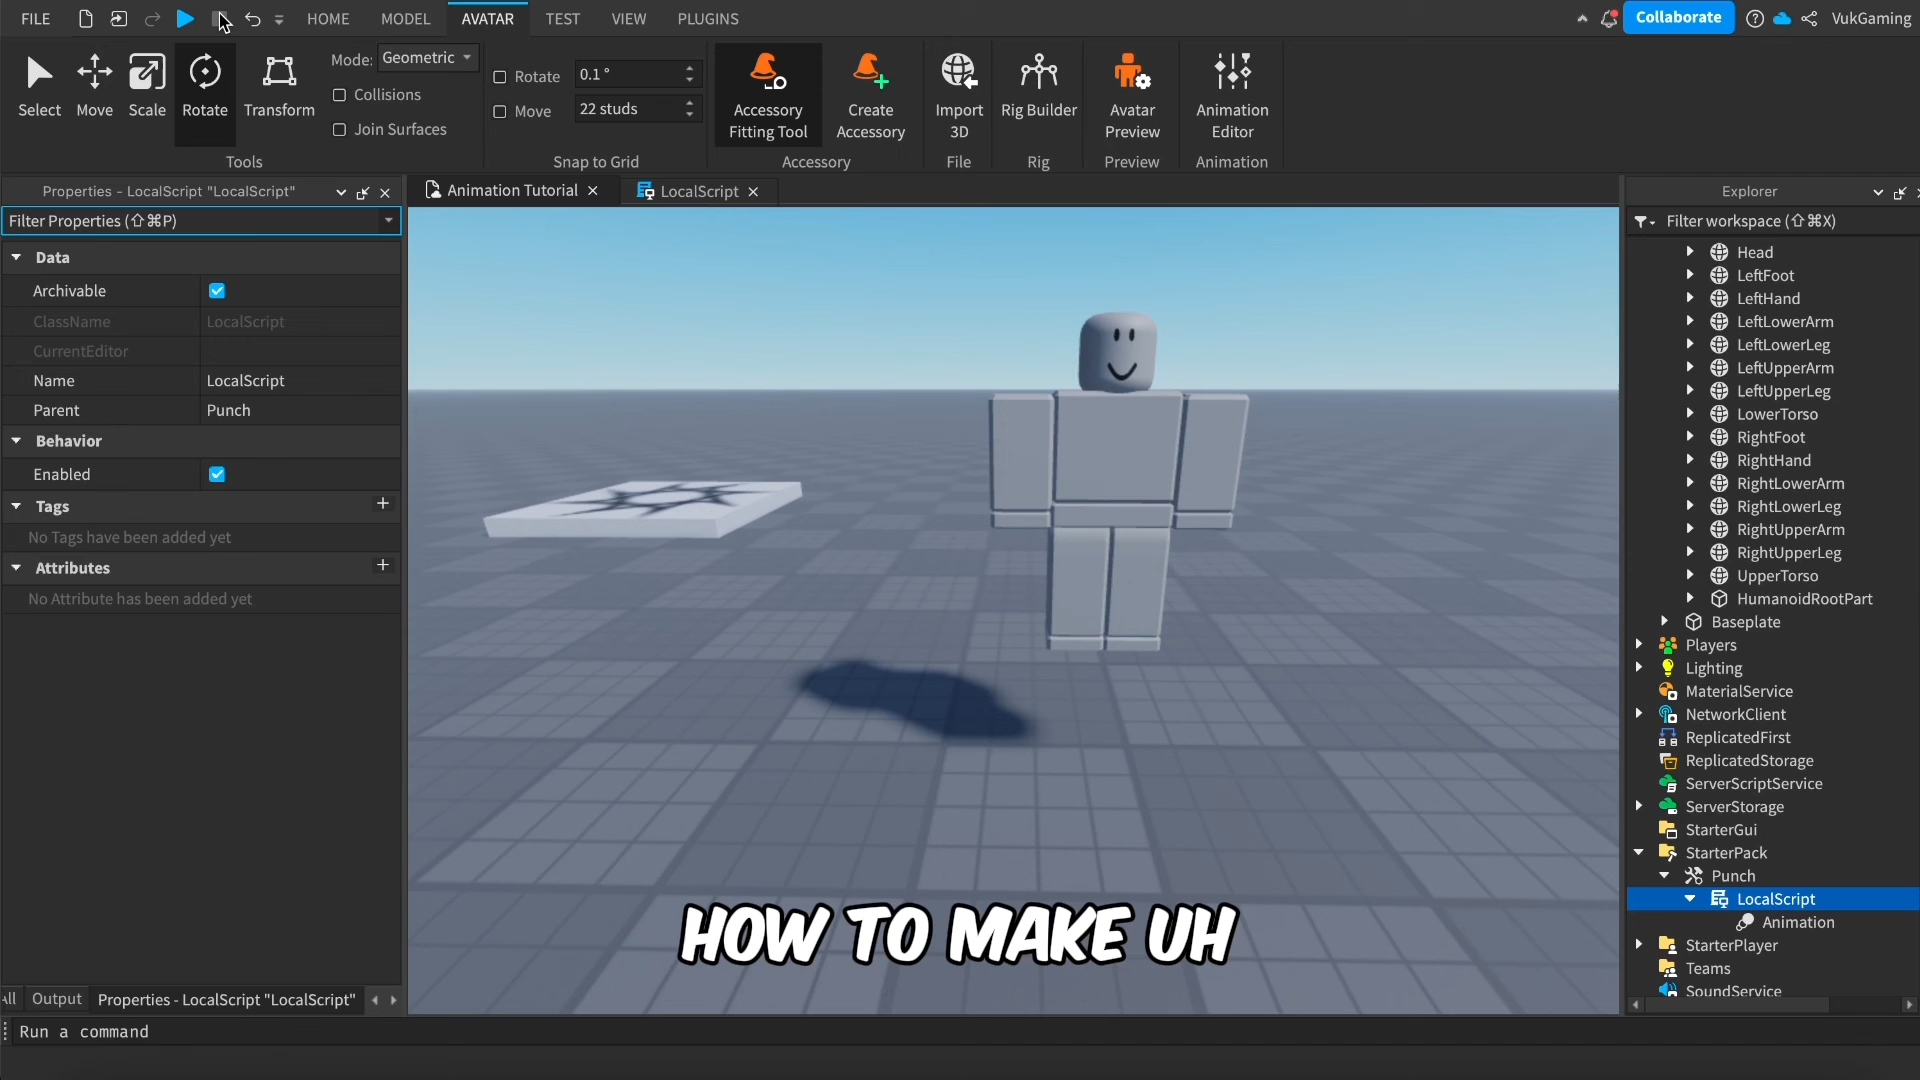 FILE HOME MODEL AVATAR TEST VIEW PLUGINS Collaborate VukGaming
Select Move Scale Rotate Transform
Mode: Geometric
Collisions
Join Surfaces
Tools
Rotate 0.1 °
Move 22 studs
Snap to Grid
Accessory
Fitting Tool
Create
Accessory
Accessory
Import
3D
File
Rig Builder
Rig
Avatar
Preview
Preview
Animation
Editor
Animation
Properties - LocalScript "LocalScript"
Filter Properties (⇧⌘P)
Data
Archivable
ClassName LocalScript
CurrentEditor
Name LocalScript
Parent Punch
Behavior
Enabled
Tags +
No Tags have been added yet
Attributes +
No Attribute has been added yet
Output Properties - LocalScript "LocalScript"
Run a command
Animation Tutorial LocalScript
HOW TO MAKE UH
Explorer
Filter workspace (⇧⌘X)
Head
LeftFoot
LeftHand
LeftLowerArm
LeftLowerLeg
LeftUpperArm
LeftUpperLeg
LowerTorso
RightFoot
RightHand
RightLowerArm
RightLowerLeg
RightUpperArm
RightUpperLeg
UpperTorso
HumanoidRootPart
Baseplate
Players
Lighting
MaterialService
NetworkClient
ReplicatedFirst
ReplicatedStorage
ServerScriptService
ServerStorage
StarterGui
StarterPack
Punch
LocalScript
Animation
StarterPlayer
Teams
SoundService